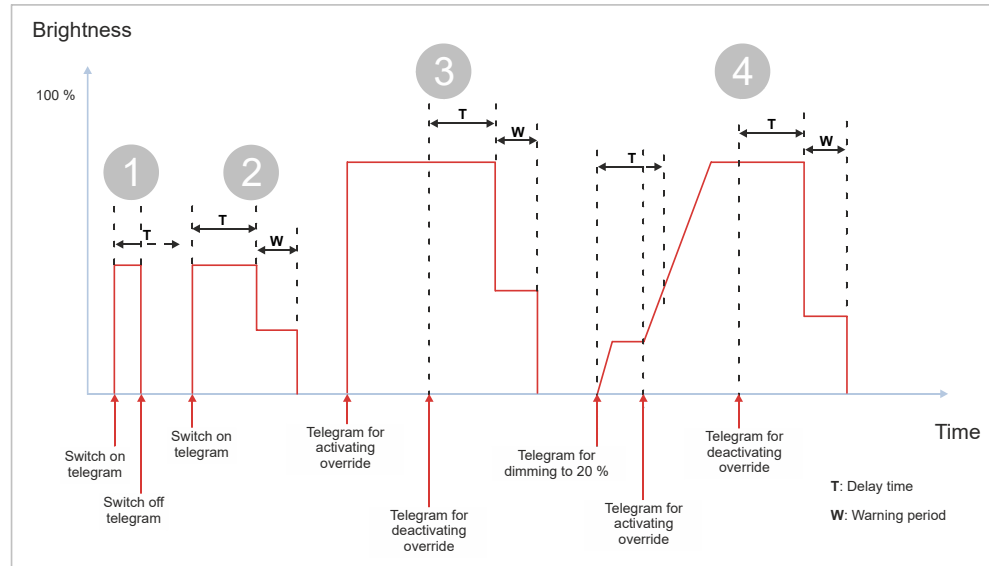 Brightness
100 %
1
2
3
4
T
T
W
T
W
T
T
W
Switch on
telegram
Switch off
telegram
Switch on
telegram
Telegram for
activating
override
Telegram for
deactivating
override
Telegram for
dimming to 20 %
Telegram for
activating
override
Telegram for
deactivating
override
Time
T: Delay time
W: Warning period